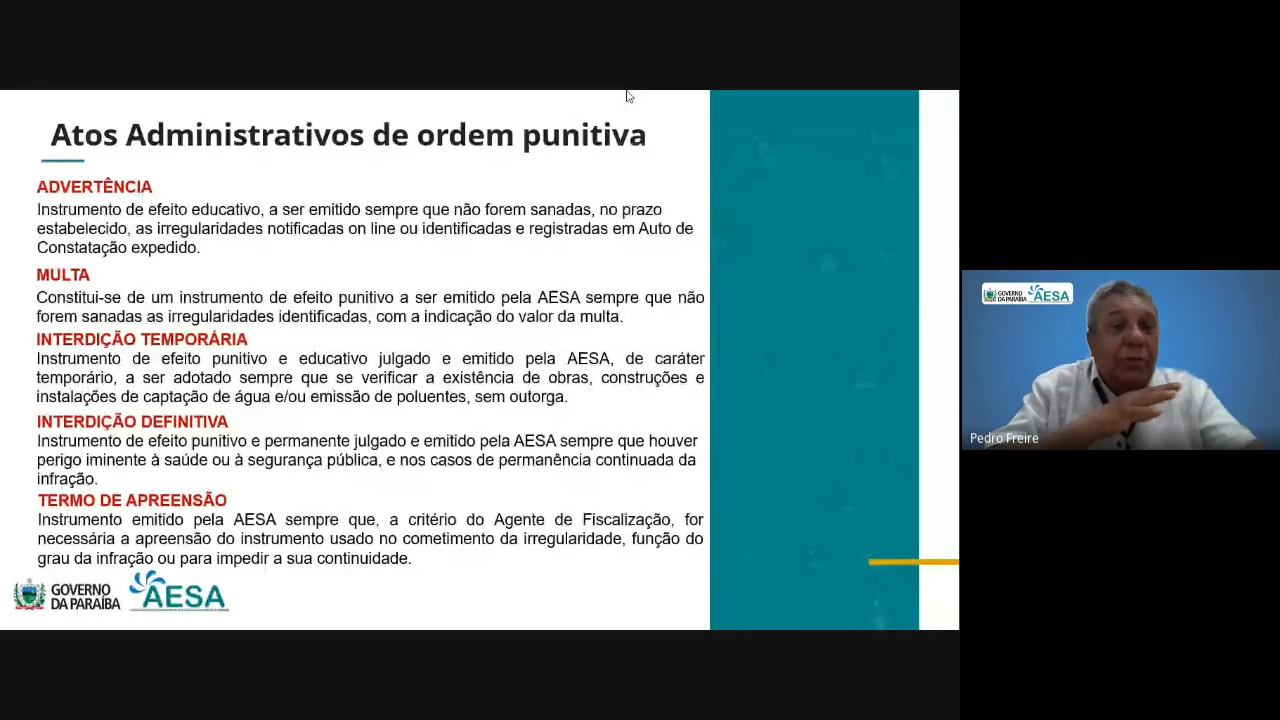 Atos Administrativos de ordem punitiva
ADVERTÊNCIA
Instrumento de efeito educativo, a ser emitido sempre que não forem sanadas, no prazo
estabelecido, as irregularidades notificadas on line ou identificadas e registradas em Auto de
Constatação expedido.
MULTA
Constitui-se de um instrumento de efeito punitivo a ser emitido pela AESA sempre que não
forem sanadas as irregularidades identificadas, com a indicação do valor da multa.
INTERDIÇÃO TEMPORÁRIA
Instrumento de efeito punitivo e educativo julgado e emitido pela AESA, de caráter
temporário, a ser adotado sempre que se verificar a existência de obras, construções e
instalações de captação de água e/ou emissão de poluentes, sem outorga.
INTERDIÇÃO DEFINITIVA
Instrumento de efeito punitivo e permanente julgado e emitido pela AESA sempre que houver
perigo iminente à saúde ou à segurança pública, e nos casos de permanência continuada da
infração.
TERMO DE APREENSÃO
Instrumento emitido pela AESA sempre que, a critério do Agente de Fiscalização, for
necessária a apreensão do instrumento usado no cometimento da irregularidade, função do
grau da infração ou para impedir a sua continuidade.
GOVERNO
DA PARAÍBA
AESA
GOVERNO
DA PARAÍBA
AESA
Pedro Freire